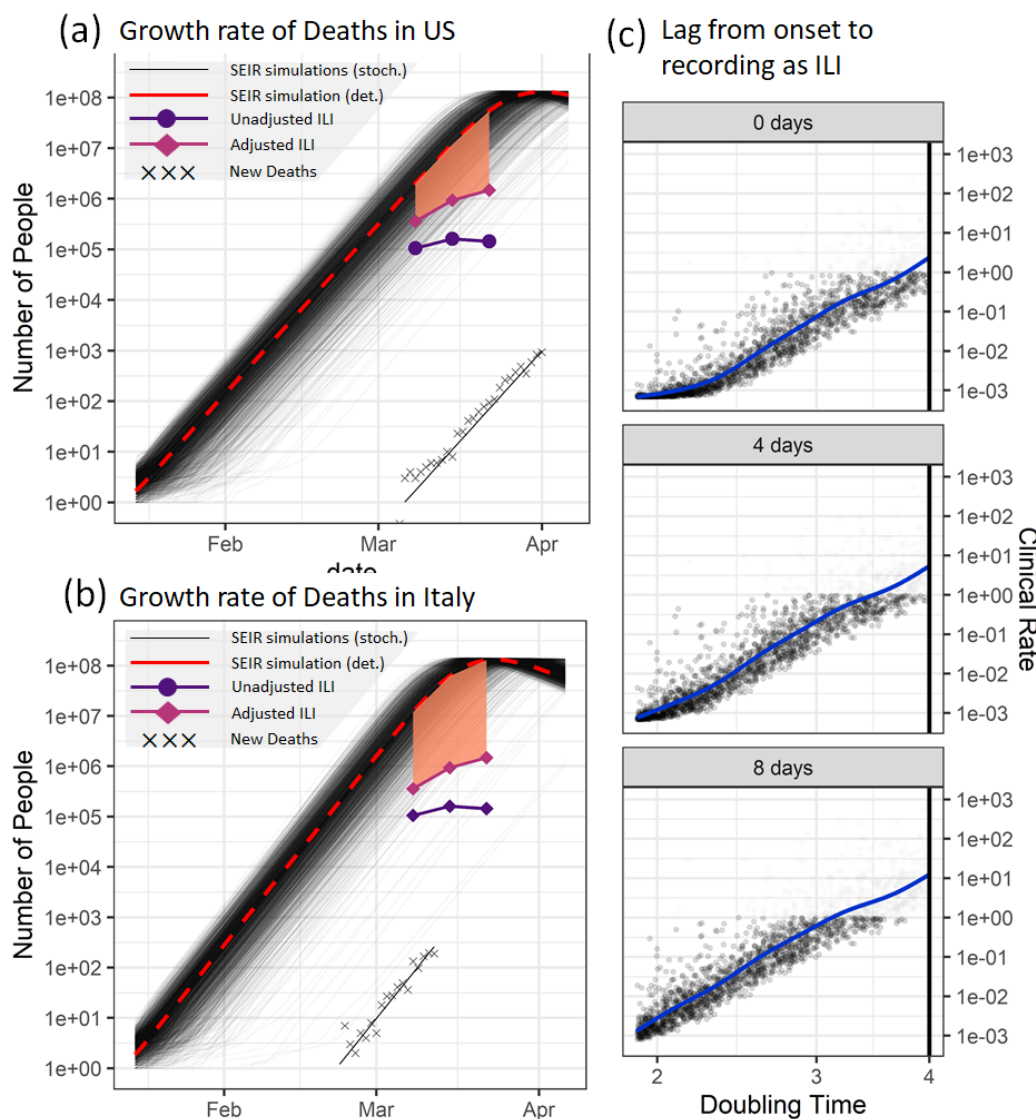 (a) Growth rate of Deaths in US
SEIR simulations (stoch.)
SEIR simulation (det.)
Unadjusted ILI
Adjusted ILI
New Deaths
1e+08
1e+07
1e+06
1e+05
1e+04
1e+03
1e+02
1e+01
1e+00
Number of People
Feb
Mar
Apr
date
(b) Growth rate of Deaths in Italy
SEIR simulations (stoch.)
SEIR simulation (det.)
Unadjusted ILI
Adjusted ILI
New Deaths
1e+08
1e+07
1e+06
1e+05
1e+04
1e+03
1e+02
1e+01
1e+00
Number of People
Feb
Mar
Apr
(c) Lag from onset to
recording as ILI
0 days
1e+03
1e+02
1e+01
1e+00
1e-01
1e-02
1e-03
4 days
1e+03
1e+02
1e+01
1e+00
1e-01
1e-02
1e-03
8 days
1e+03
1e+02
1e+01
1e+00
1e-01
1e-02
1e-03
Clinical Rate
2
3
4
Doubling Time